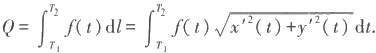 Q=∫_{T_1}^{T_2} f(t)dl=∫_{T_1}^{T_2} f(t)√(x'^2(t)+y'^2(t)) dt.